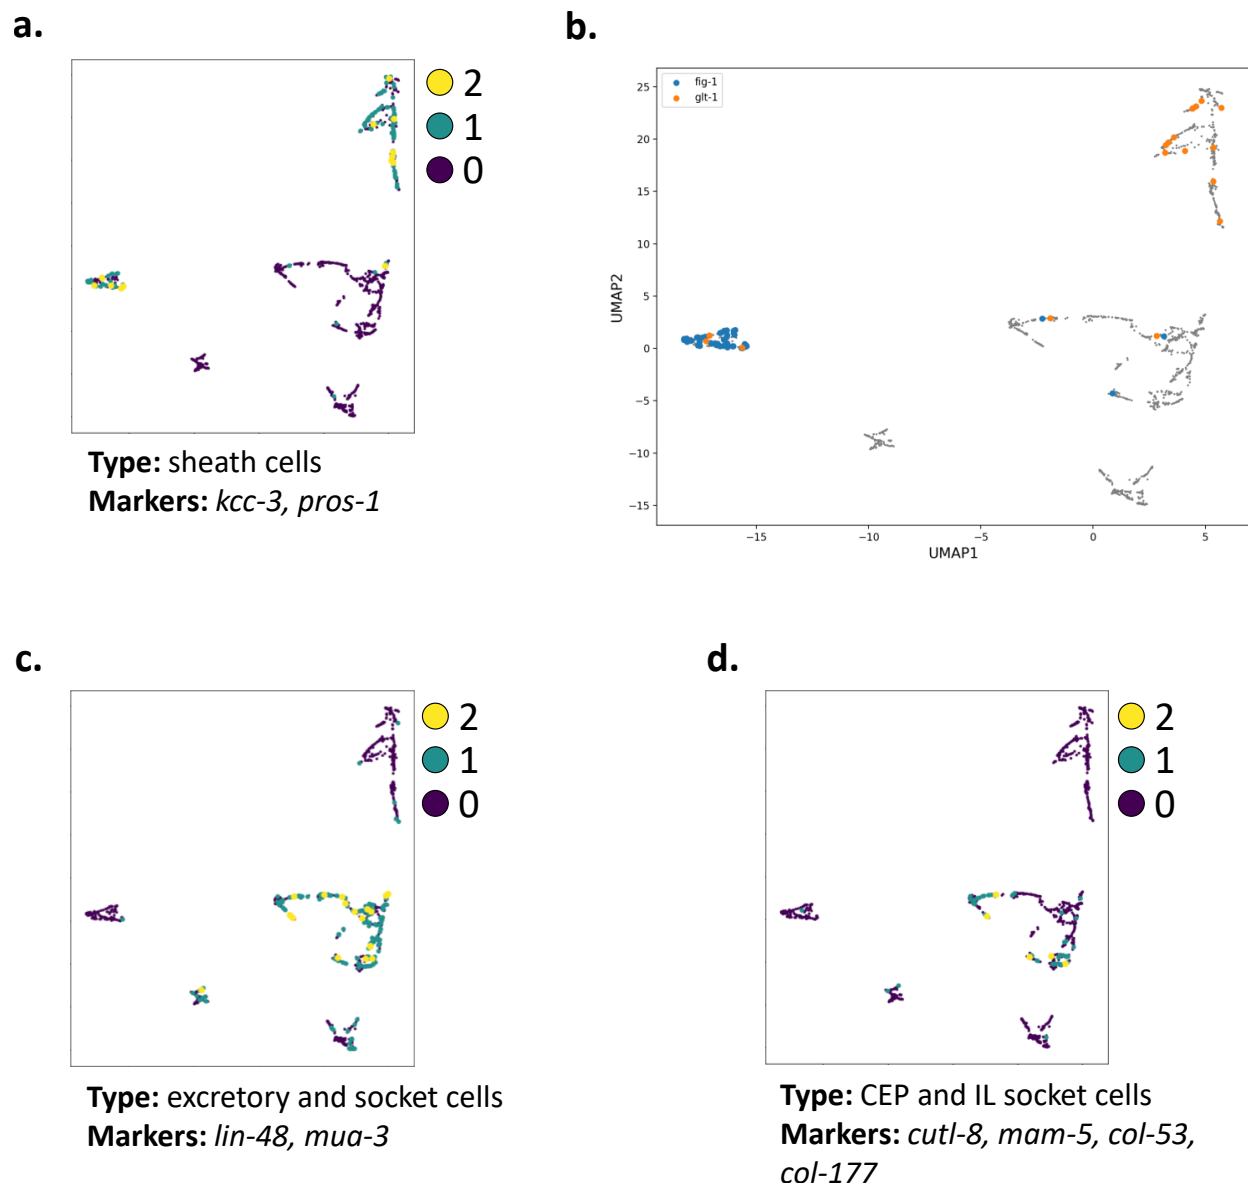 a.
2
1
0
Type: sheath cells
Markers: kcc-3, pros-1
b.
fig-1
glt-1
25
20
15
10
5
0
−5
−10
−15
UMAP2
−15
−10
−5
0
5
UMAP1
c.
2
1
0
Type: excretory and socket cells
Markers: lin-48, mua-3
d.
2
1
0
Type: CEP and IL socket cells
Markers: cutl-8, mam-5, col-53,
col-177